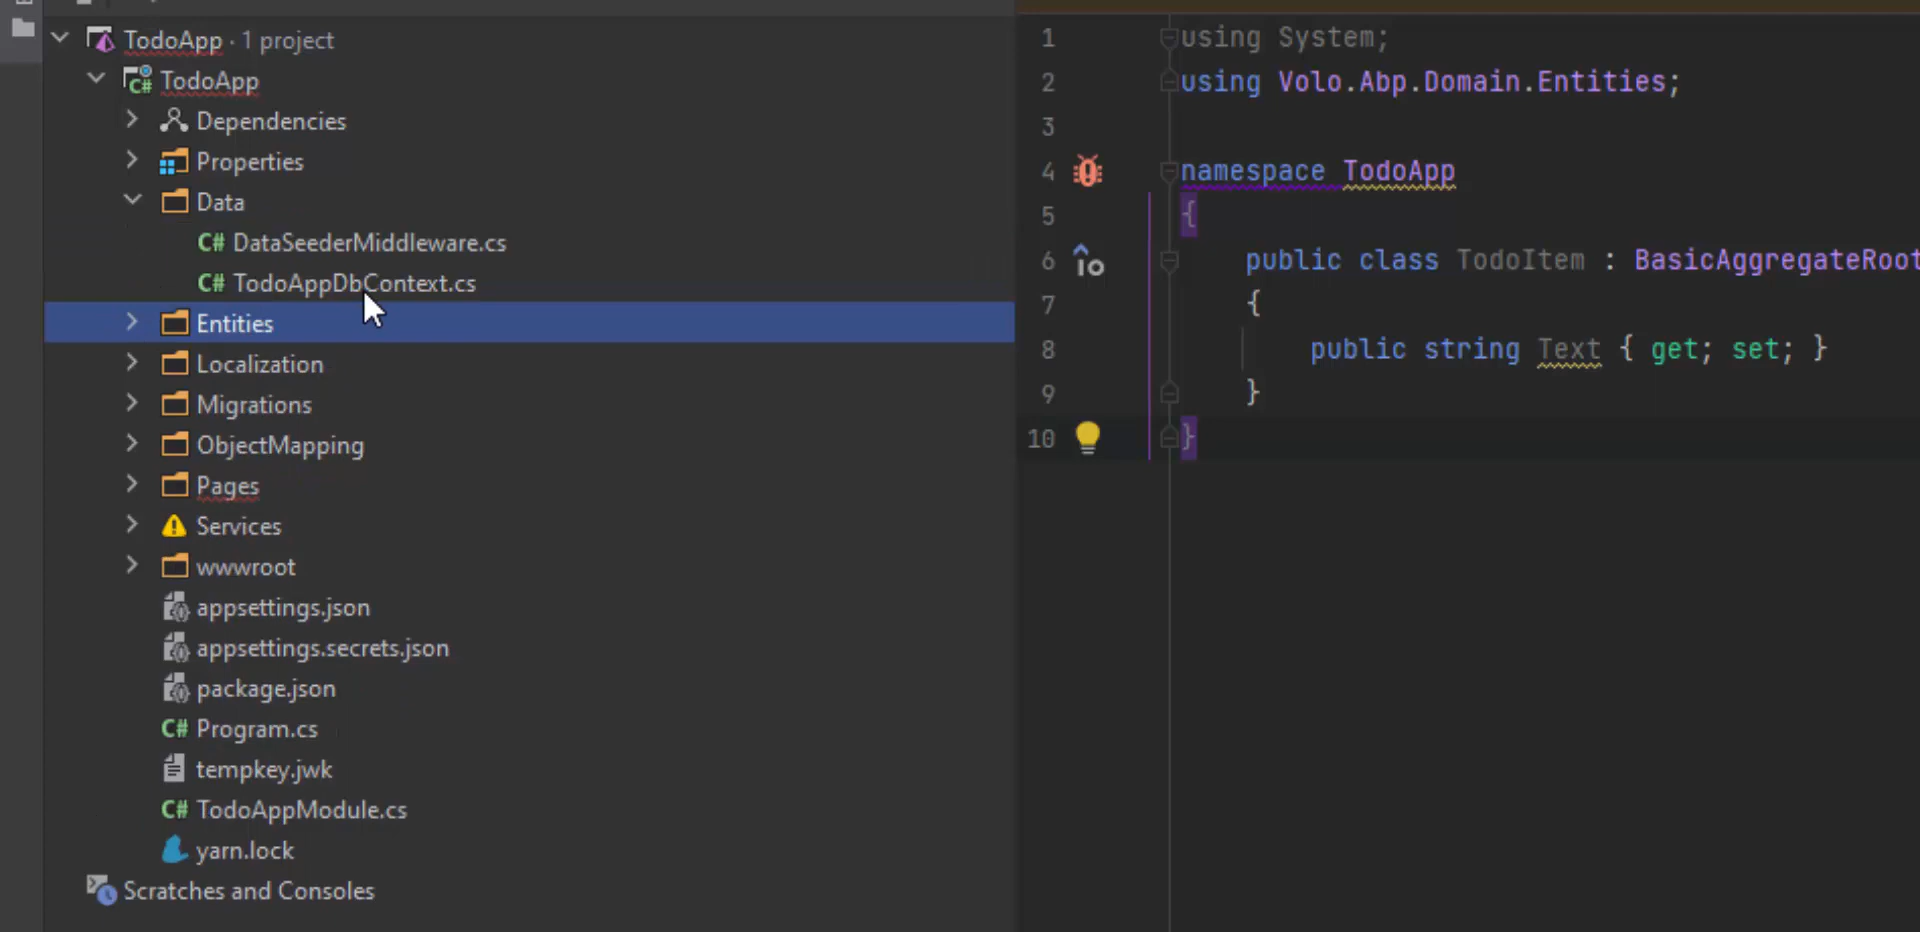 TodoApp · 1 project
TodoApp
Dependencies
Properties
Data
C# DataSeederMiddleware.cs
C# TodoAppDbContext.cs
Entities
Localization
Migrations
ObjectMapping
Pages
Services
wwwroot
appsettings.json
appsettings.secrets.json
package.json
C# Program.cs
tempkey.jwk
C# TodoAppModule.cs
yarn.lock
Scratches and Consoles
1 using System;
2 using Volo.Abp.Domain.Entities;
3
4 namespace TodoApp
5 {
6 public class TodoItem : BasicAggregateRoot
7 {
8 public string Text { get; set; }
9 }
10 }